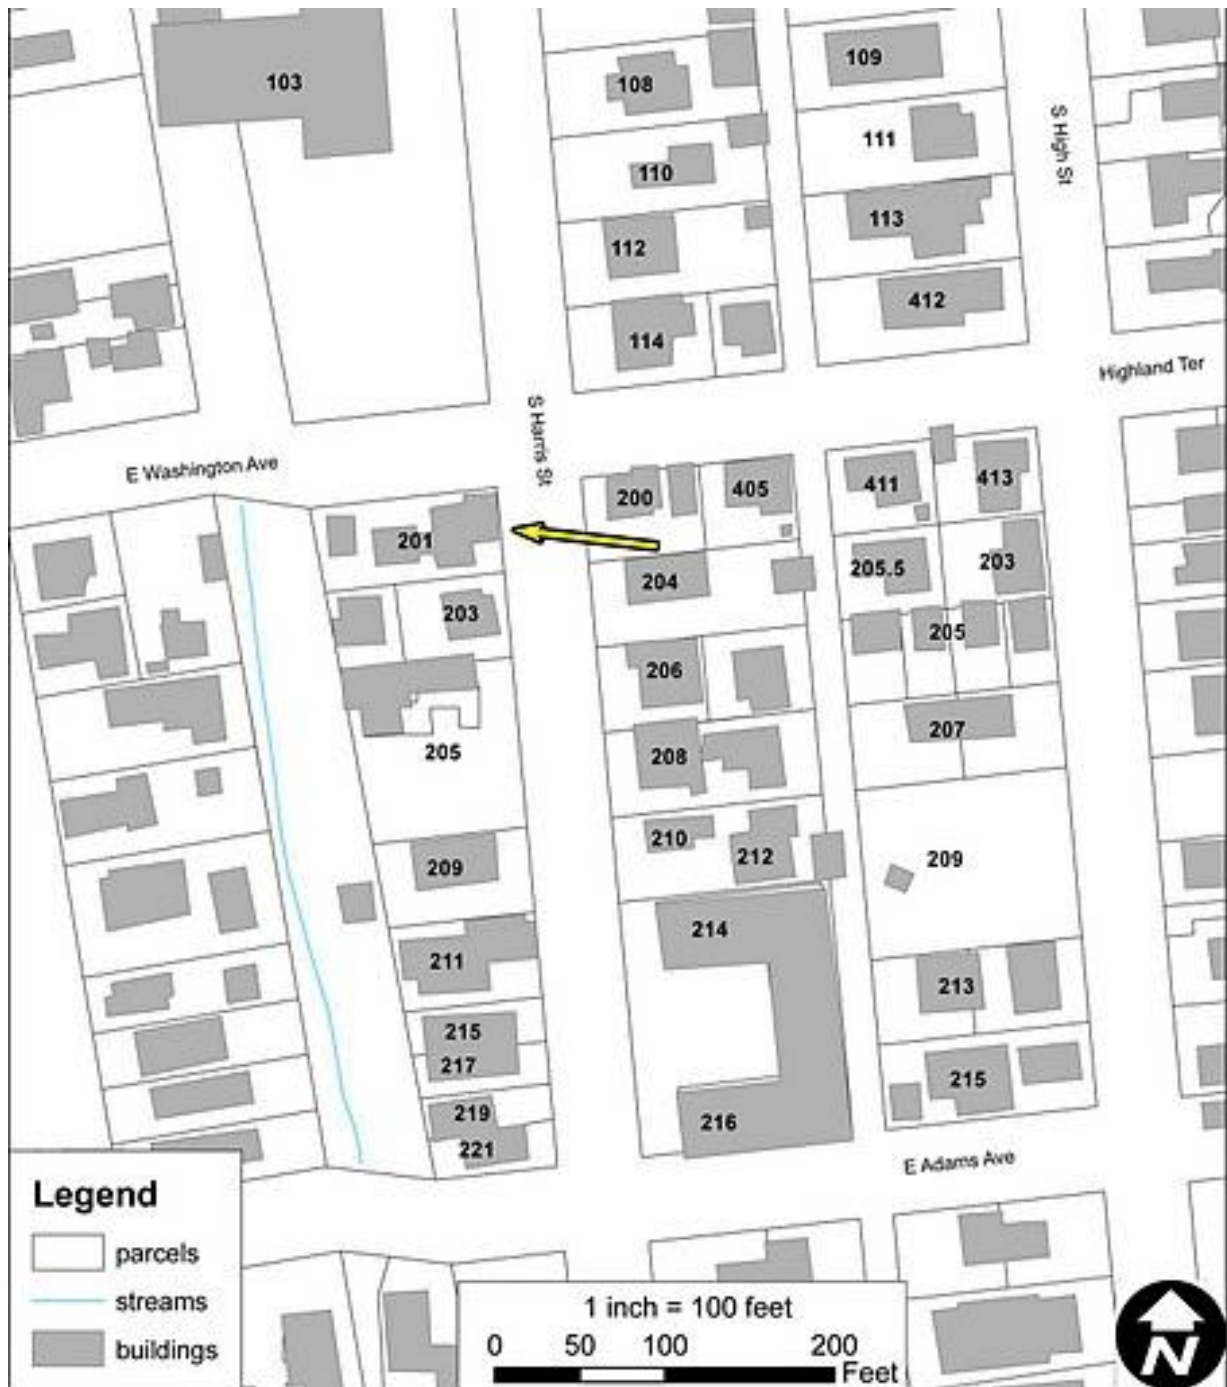 103
108
109
111
S High St
110
113
112
412
114
Highland Ter
S Harris St
E Washington Ave
200
405
411
413
201
204
205.5
203
203
205
206
205
208
207
210
212
209
209
214
211
213
215
217
215
219
216
221
E Adams Ave
Legend
parcels
streams
buildings
1 inch = 100 feet
0 50 100 200
Feet
N